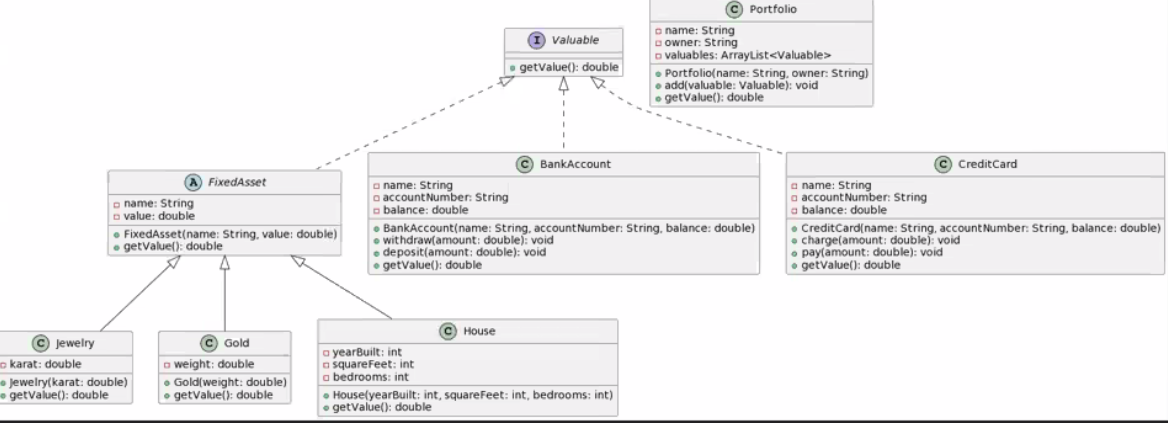 C Portfolio
name: String
owner: String
valuables: ArrayList<Valuable>
Portfolio(name: String, owner: String)
add(valuable: Valuable): void
getValue(): double
I Valuable
getValue(): double
A FixedAsset
name: String
value: double
FixedAsset(name: String, value: double)
getValue(): double
C BankAccount
name: String
accountNumber: String
balance: double
BankAccount(name: String, accountNumber: String, balance: double)
withdraw(amount: double): void
deposit(amount: double): void
getValue(): double
C CreditCard
name: String
accountNumber: String
balance: double
CreditCard(name: String, accountNumber: String, balance: double)
charge(amount: double): void
pay(amount: double): void
getValue(): double
C Jewelry
karat: double
Jewelry(karat: double)
getValue(): double
C Gold
weight: double
Gold(weight: double)
getValue(): double
C House
yearBuilt: int
squareFeet: int
bedrooms: int
House(yearBuilt: int, squareFeet: int, bedrooms: int)
getValue(): double